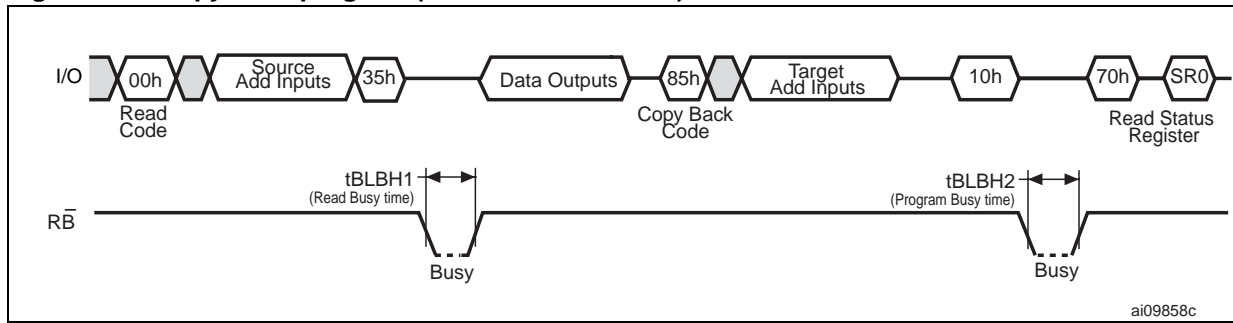 I/O
00h
Source
Add Inputs
35h
Data Outputs
85h
Target
Add Inputs
10h
70h
SR0
Read
Code
Copy Back
Code
Read Status
Register
tBLBH1
(Read Busy time)
tBLBH2
(Program Busy time)
RB̅
Busy
Busy
ai09858c